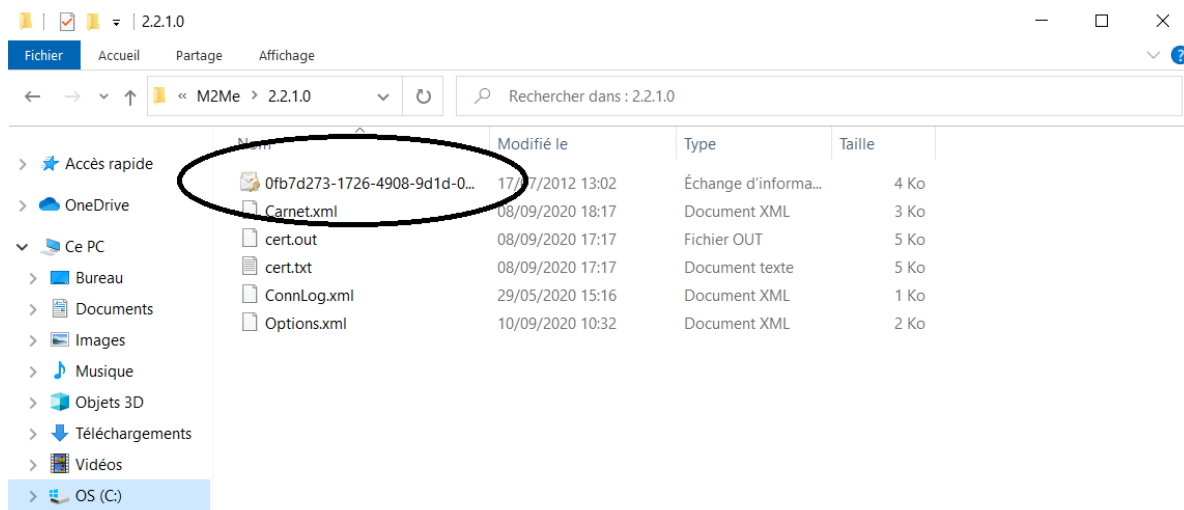 2.2.1.0
Fichier Accueil Partage Affichage
« M2Me > 2.2.1.0 Rechercher dans : 2.2.1.0
Nom Modifié le Type Taille
Accès rapide
OneDrive
Ce PC
Bureau
Documents
Images
Musique
Objets 3D
Téléchargements
Vidéos
OS (C:)
0fb7d273-1726-4908-9d1d-0... 17/07/2012 13:02 Échange d'informa... 4 Ko
Carnet.xml 08/09/2020 18:17 Document XML 3 Ko
cert.out 08/09/2020 17:17 Fichier OUT 5 Ko
cert.txt 08/09/2020 17:17 Document texte 5 Ko
ConnLog.xml 29/05/2020 15:16 Document XML 1 Ko
Options.xml 10/09/2020 10:32 Document XML 2 Ko